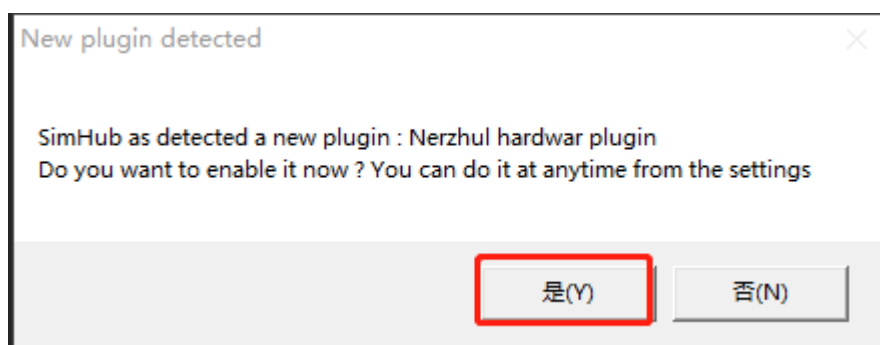 New plugin detected
SimHub as detected a new plugin : Nerzhul hardwar plugin
Do you want to enable it now ? You can do it at anytime from the settings
是(Y)
否(N)